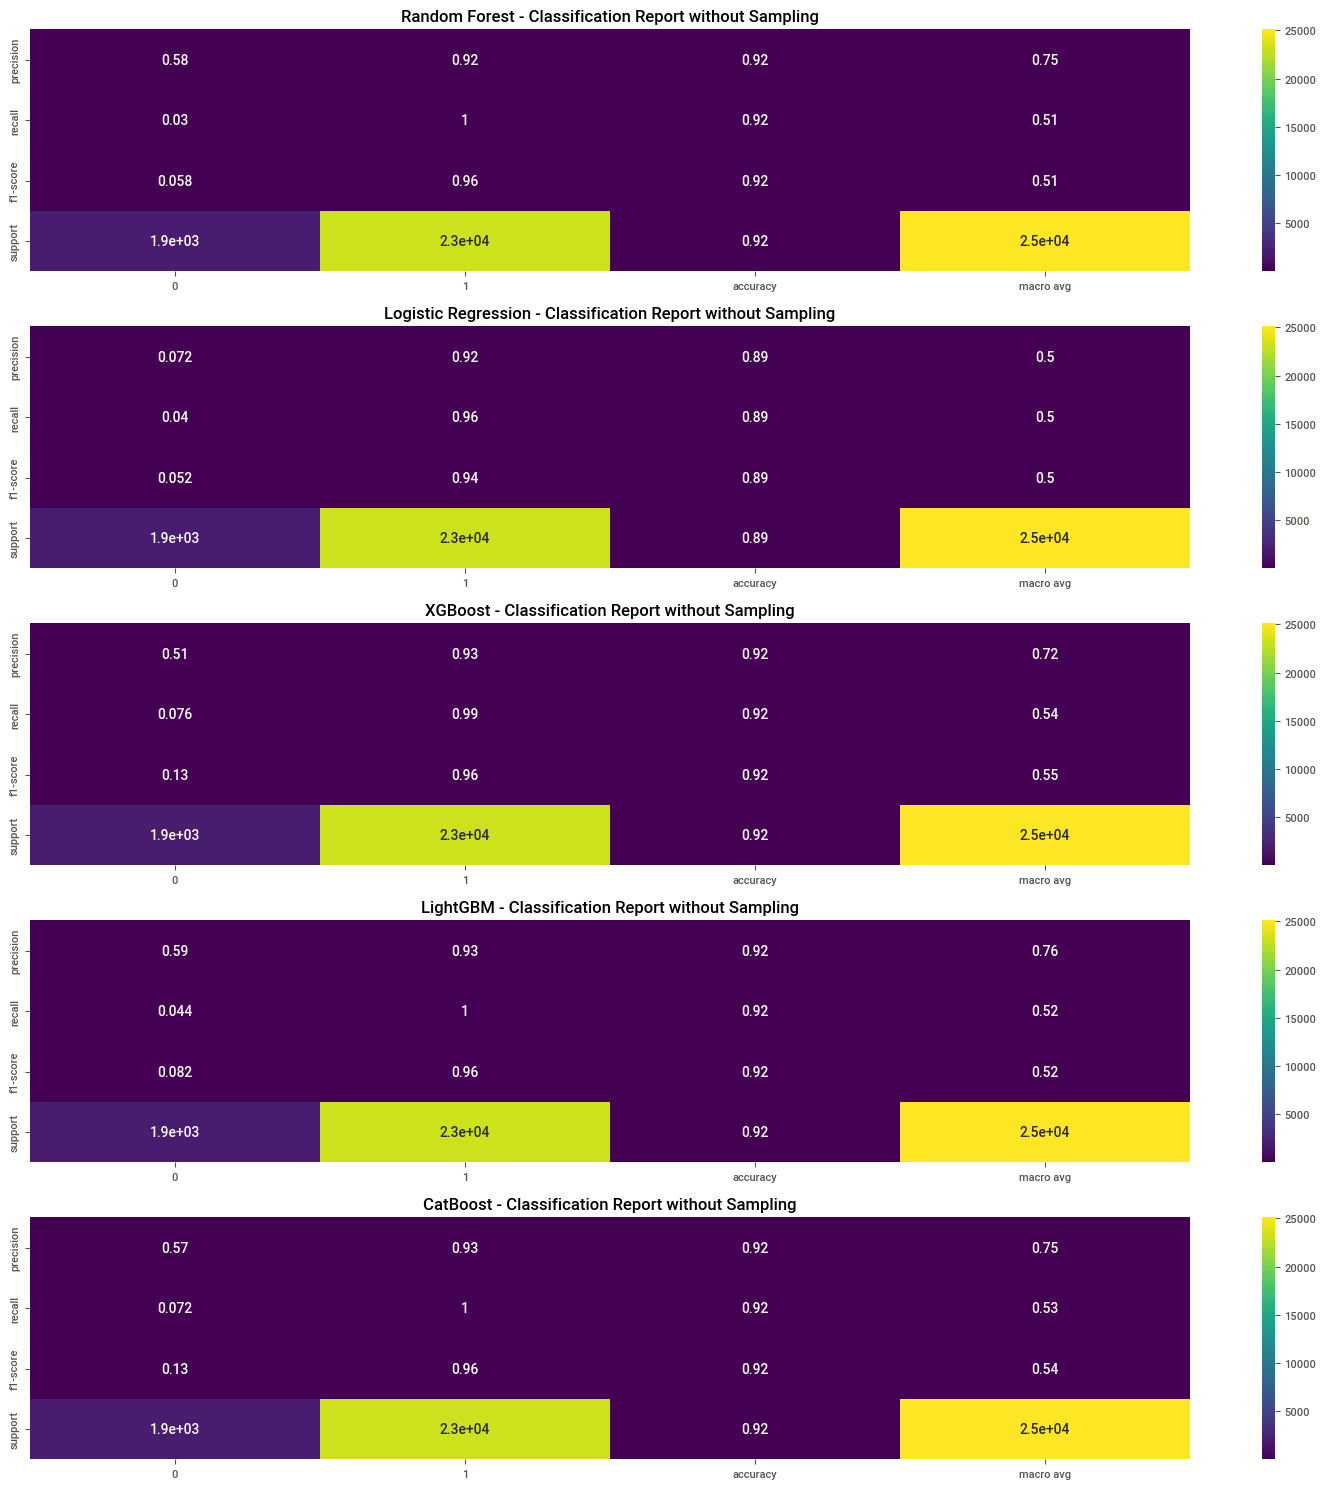 Random Forest - Classification Report without Sampling
precision 0.58 0.92 0.92 0.75
recall 0.03 1 0.92 0.51
f1-score 0.058 0.96 0.92 0.51
support 1.9e+03 2.3e+04 0.92 2.5e+04
0 1 accuracy macro avg
25000
20000
15000
10000
5000
Logistic Regression - Classification Report without Sampling
precision 0.072 0.92 0.89 0.5
recall 0.04 0.96 0.89 0.5
f1-score 0.052 0.94 0.89 0.5
support 1.9e+03 2.3e+04 0.89 2.5e+04
0 1 accuracy macro avg
25000
20000
15000
10000
5000
XGBoost - Classification Report without Sampling
precision 0.51 0.93 0.92 0.72
recall 0.076 0.99 0.92 0.54
f1-score 0.13 0.96 0.92 0.55
support 1.9e+03 2.3e+04 0.92 2.5e+04
0 1 accuracy macro avg
25000
20000
15000
10000
5000
LightGBM - Classification Report without Sampling
precision 0.59 0.93 0.92 0.76
recall 0.044 1 0.92 0.52
f1-score 0.082 0.96 0.92 0.52
support 1.9e+03 2.3e+04 0.92 2.5e+04
0 1 accuracy macro avg
25000
20000
15000
10000
5000
CatBoost - Classification Report without Sampling
precision 0.57 0.93 0.92 0.75
recall 0.072 1 0.92 0.53
f1-score 0.13 0.96 0.92 0.54
support 1.9e+03 2.3e+04 0.92 2.5e+04
0 1 accuracy macro avg
25000
20000
15000
10000
5000